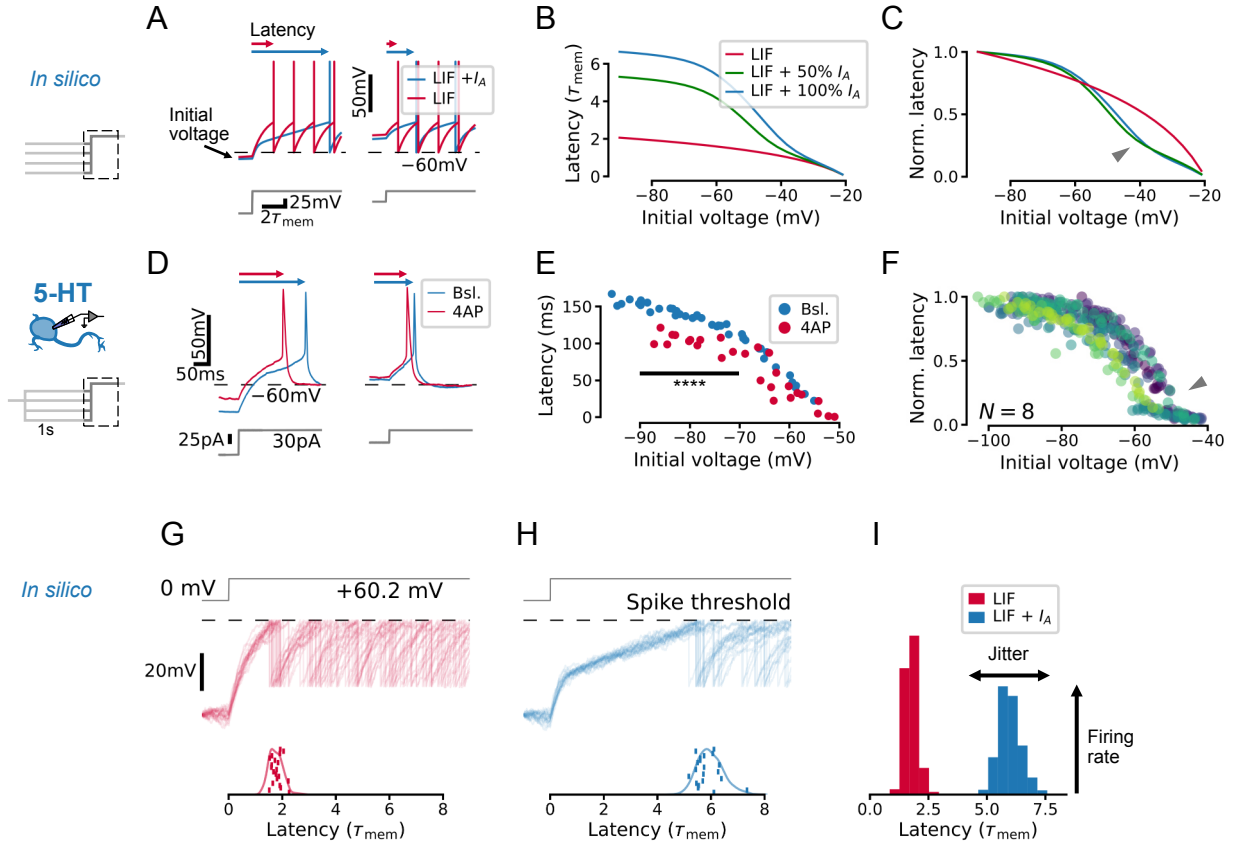 A
B
C
In silico
Latency
Initial
voltage
50mV
LIF +I_A
LIF
−60mV
25mV
2τ_mem
Latency (τ_mem)
6
4
2
0
LIF
LIF + 50% I_A
LIF + 100% I_A
−80 −60 −40 −20
Initial voltage (mV)
Norm. latency
1.0
0.5
0.0
−80 −60 −40 −20
Initial voltage (mV)
D
E
F
5-HT
1s
50mV
50ms
Bsl.
4AP
−60mV
25pA
30pA
Latency (ms)
150
100
50
0
Bsl.
4AP
****
−90 −80 −70 −60 −50
Initial voltage (mV)
Norm. latency
1.0
0.5
0.0
N = 8
−100 −80 −60 −40
Initial voltage (mV)
G
H
I
In silico
0 mV
+60.2 mV
20mV
0 2 4 6 8
Latency (τ_mem)
Spike threshold
0 2 4 6 8
Latency (τ_mem)
LIF
LIF + I_A
Jitter
Firing
rate
0.0 2.5 5.0 7.5
Latency (τ_mem)